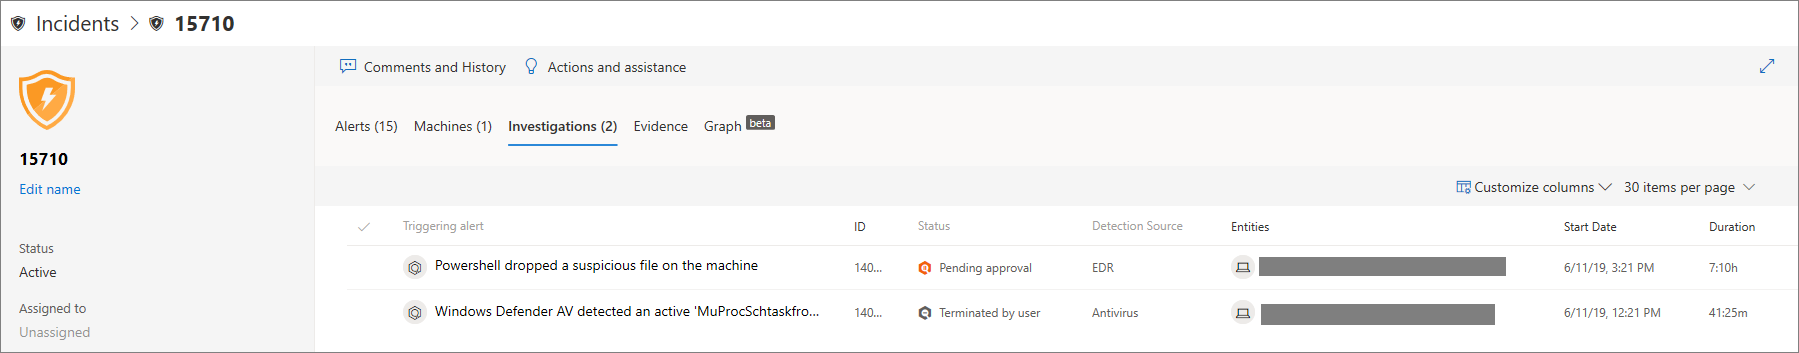 Incidents > 15710
Comments and History Actions and assistance
Alerts (15) Machines (1) Investigations (2) Evidence Graph beta
15710
Edit name
Customize columns 30 items per page
Status
Active
Assigned to
Unassigned
Triggering alert ID Status Detection Source Entities Start Date Duration
Powershell dropped a suspicious file on the machine 140... Pending approval EDR 6/11/19, 3:21 PM 7:10h
Windows Defender AV detected an active 'MuProcSchtaskfro... 140... Terminated by user Antivirus 6/11/19, 12:21 PM 41:25m